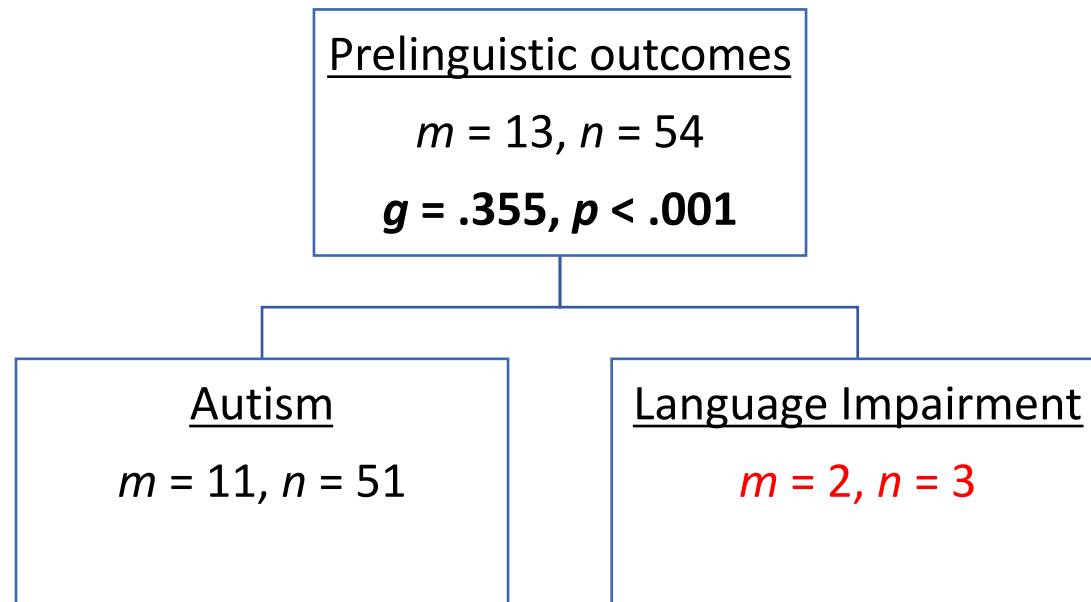 Prelinguistic outcomes
m = 13, n = 54
g = .355, p < .001
Autism
m = 11, n = 51
Language Impairment
m = 2, n = 3